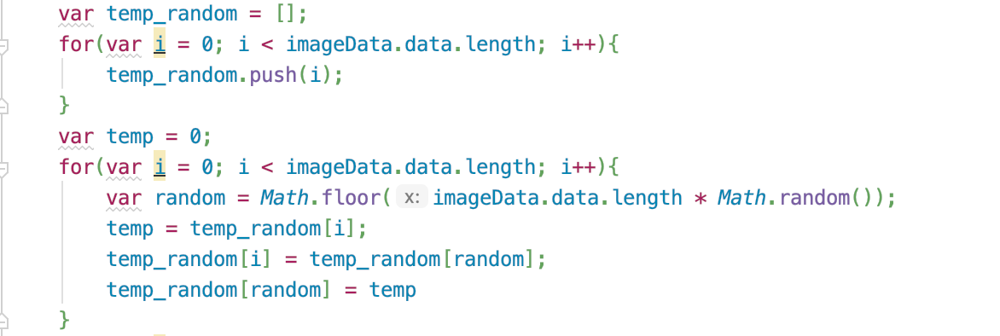 var temp_random = [];
for(var i = 0; i < imageData.data.length; i++){
temp_random.push(i);
}
var temp = 0;
for(var i = 0; i < imageData.data.length; i++){
var random = Math.floor( x: imageData.data.length * Math.random());
temp = temp_random[i];
temp_random[i] = temp_random[random];
temp_random[random] = temp
}